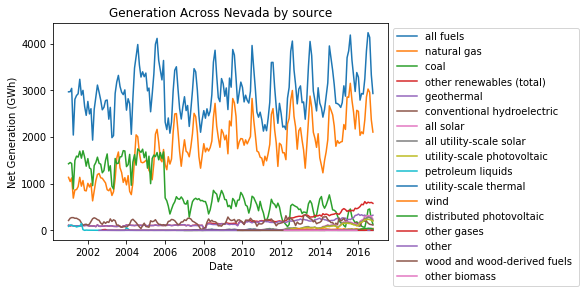 Generation Across Nevada by source
Net Generation (GWh)
4000
3000
2000
1000
0
2002 2004 2006 2008 2010 2012 2014 2016
Date
all fuels
natural gas
coal
other renewables (total)
geothermal
conventional hydroelectric
all solar
all utility-scale solar
utility-scale photovoltaic
petroleum liquids
utility-scale thermal
wind
distributed photovoltaic
other gases
other
wood and wood-derived fuels
other biomass